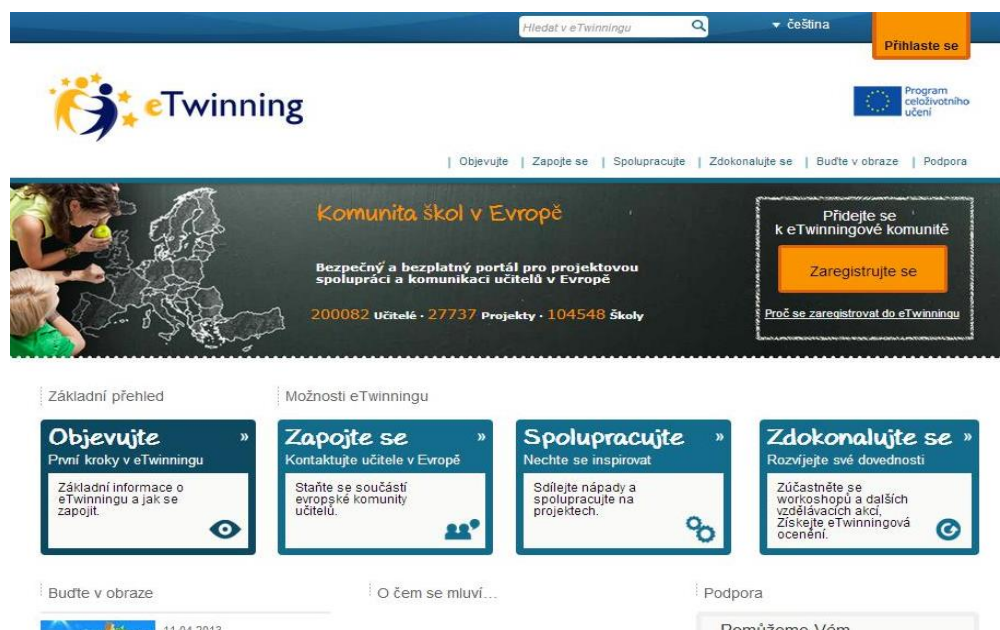 Hledat v eTwinningu
čeština
Přihlaste se
eTwinning
Program
celoživotního
učení
| Objevujte | Zapojte se | Spolupracujte | Zdokonalujte se | Buďte v obraze | Podpora
Komunita škol v Evropě
Bezpečný a bezplatný portál pro projektovou
spolupráci a komunikaci učitelů v Evropě
200082 Učitelé · 27737 Projekty · 104548 Školy
Přidejte se
k eTwinningové komunitě
Zaregistrujte se
Proč se zaregistrovat do eTwinningu
Základní přehled
Možnosti eTwinningu
Objevujte »
První kroky v eTwinningu
Základní informace o
eTwinningu a jak se
zapojit.
Zapojte se »
Kontaktujte učitele v Evropě
Staňte se součástí
evropské komunity
učitelů.
Spolupracujte »
Nechte se inspirovat
Sdílejte nápady a
spolupracujte na
projektech.
Zdokonalujte se »
Rozvíjejte své dovednosti
Zúčastněte se
workoshopů a dalších
vzdělávacích akcí,
Získejte eTwinningová
ocenění.
Buďte v obraze
O čem se mluví...
Podpora
11.04.2013
Pomůžeme Vám